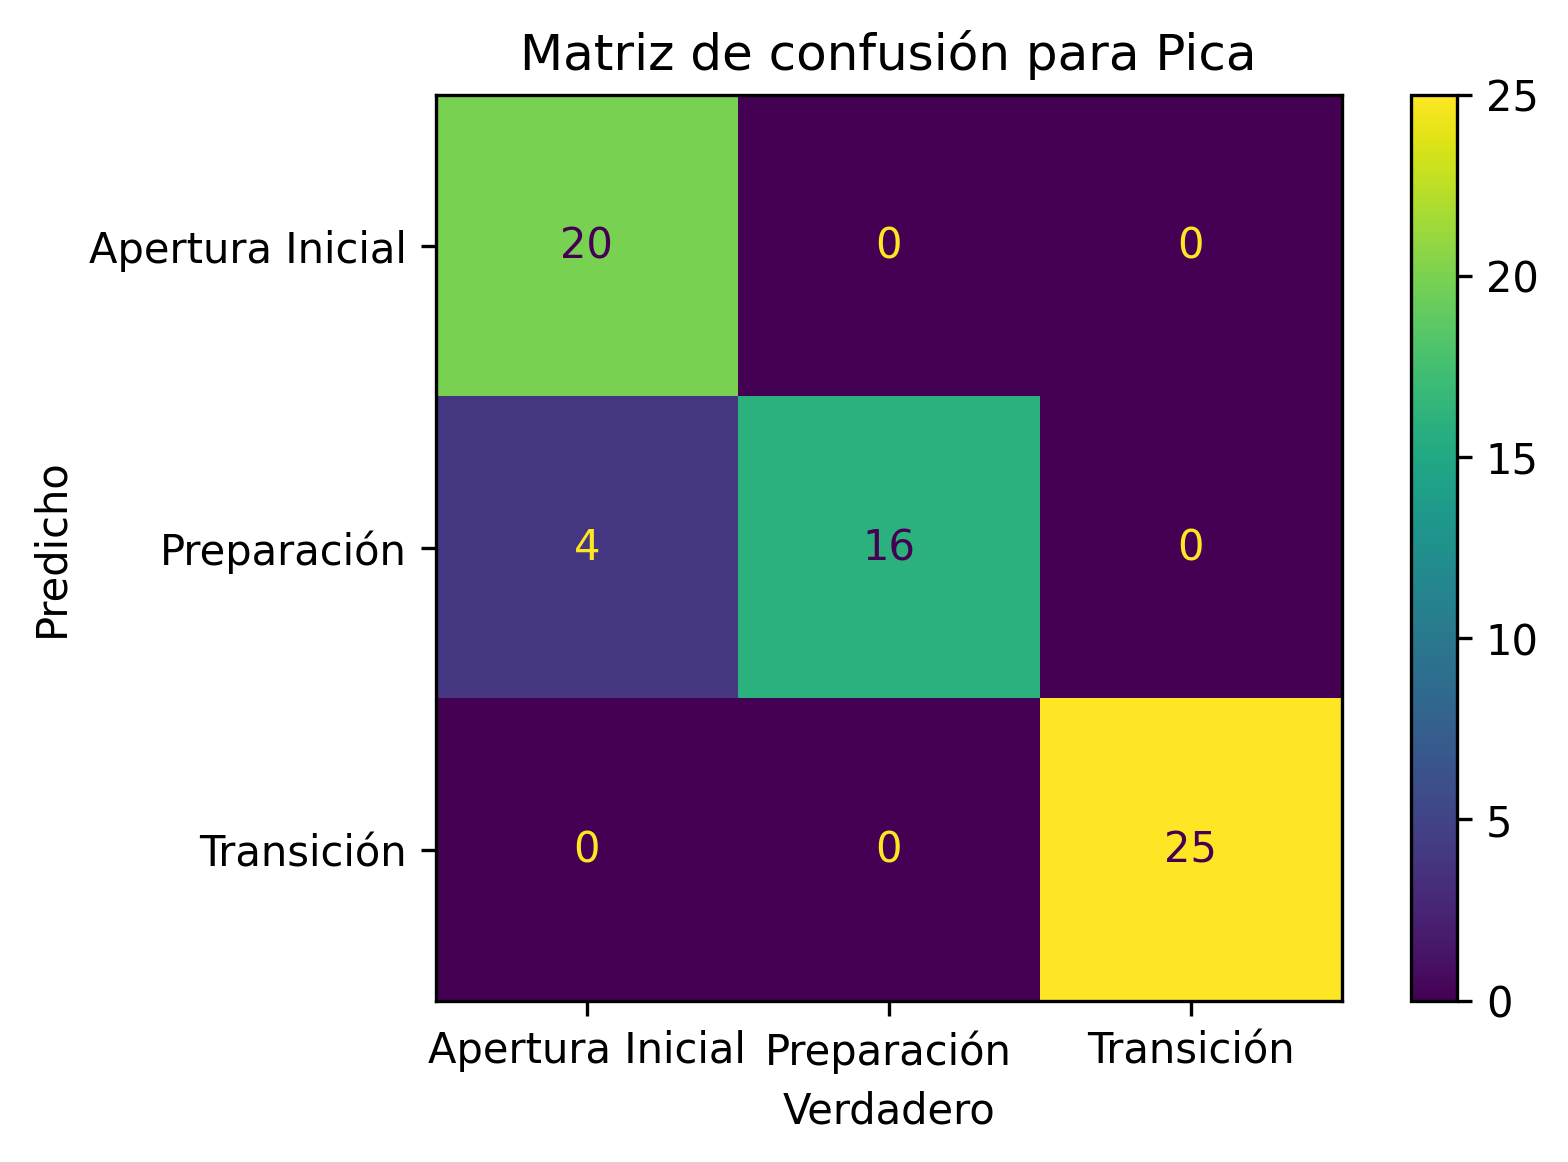 Matriz de confusión para Pica
Predicho
Apertura Inicial
20
0
0
Preparación
4
16
0
Transición
0
0
25
Apertura Inicial
Preparación
Transición
Verdadero
25
20
15
10
5
0